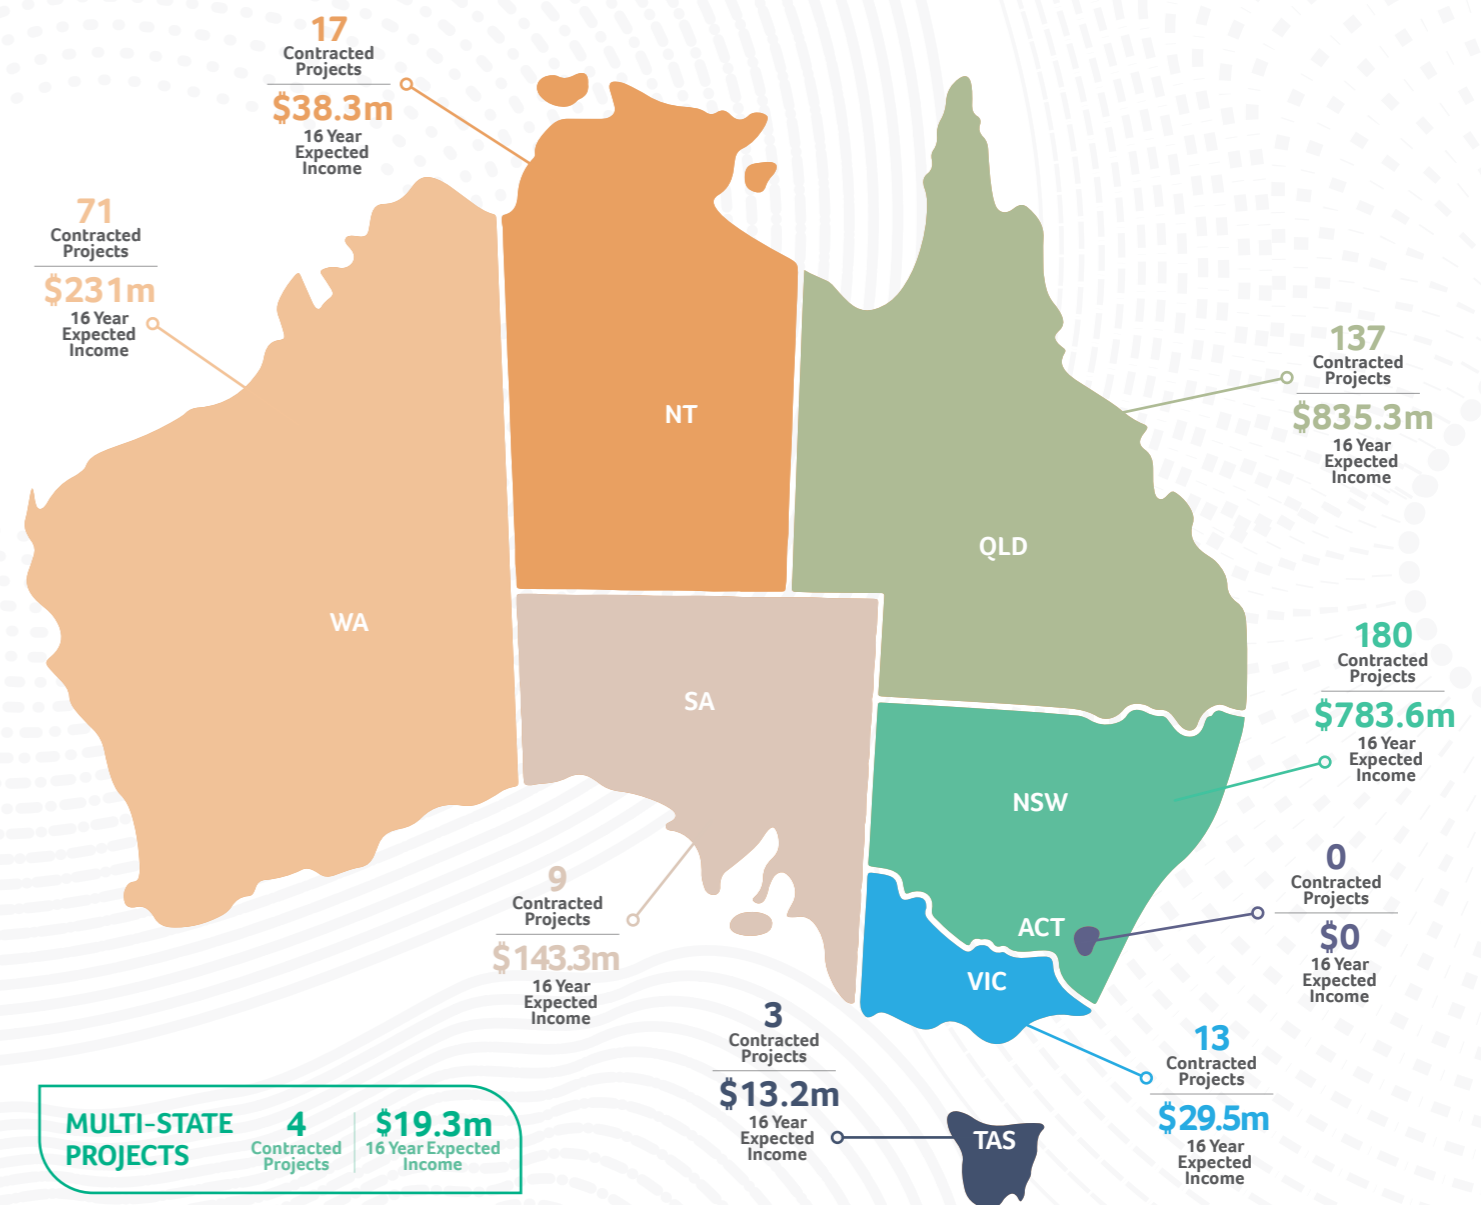 17
Contracted
Projects
$38.3m
16 Year
Expected
Income
71
Contracted
Projects
$231m
16 Year
Expected
Income
137
Contracted
Projects
$835.3m
16 Year
Expected
Income
NT
QLD
WA
SA
180
Contracted
Projects
$783.6m
16 Year
Expected
Income
NSW
0
Contracted
Projects
$0
16 Year
Expected
Income
ACT
VIC
9
Contracted
Projects
$143.3m
16 Year
Expected
Income
3
Contracted
Projects
$13.2m
16 Year
Expected
Income
TAS
13
Contracted
Projects
$29.5m
16 Year
Expected
Income
MULTI-STATE
PROJECTS
4
Contracted
Projects
$19.3m
16 Year Expected
Income